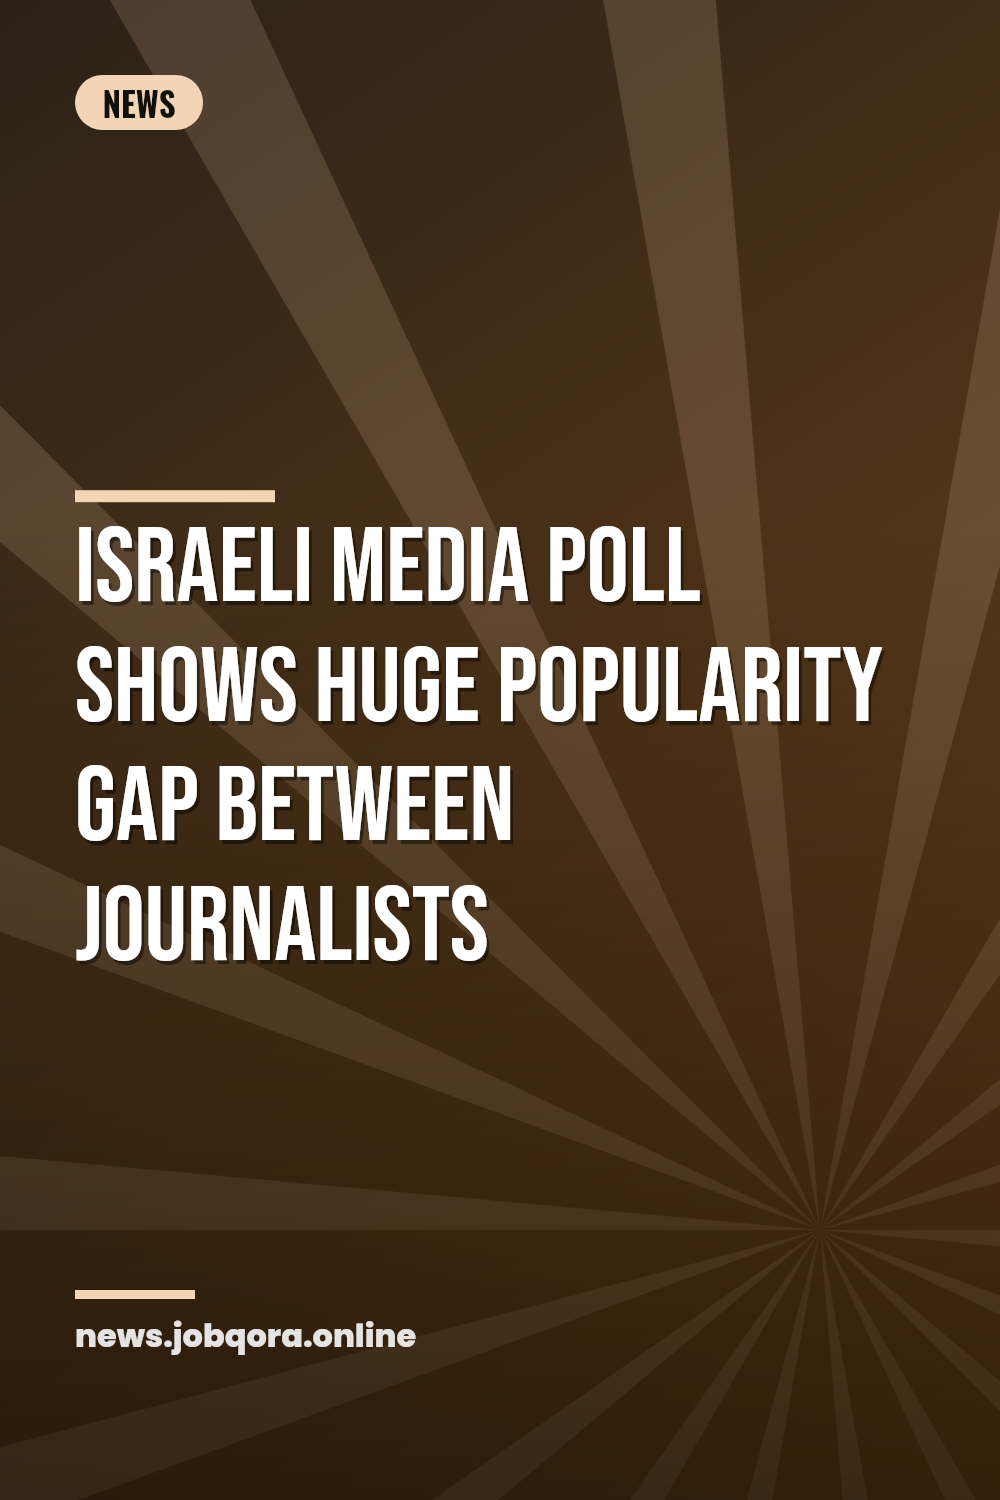 NEWS
ISRAELI MEDIA POLL
SHOWS HUGE POPULARITY
GAP BETWEEN
JOURNALISTS
news.jobqora.online